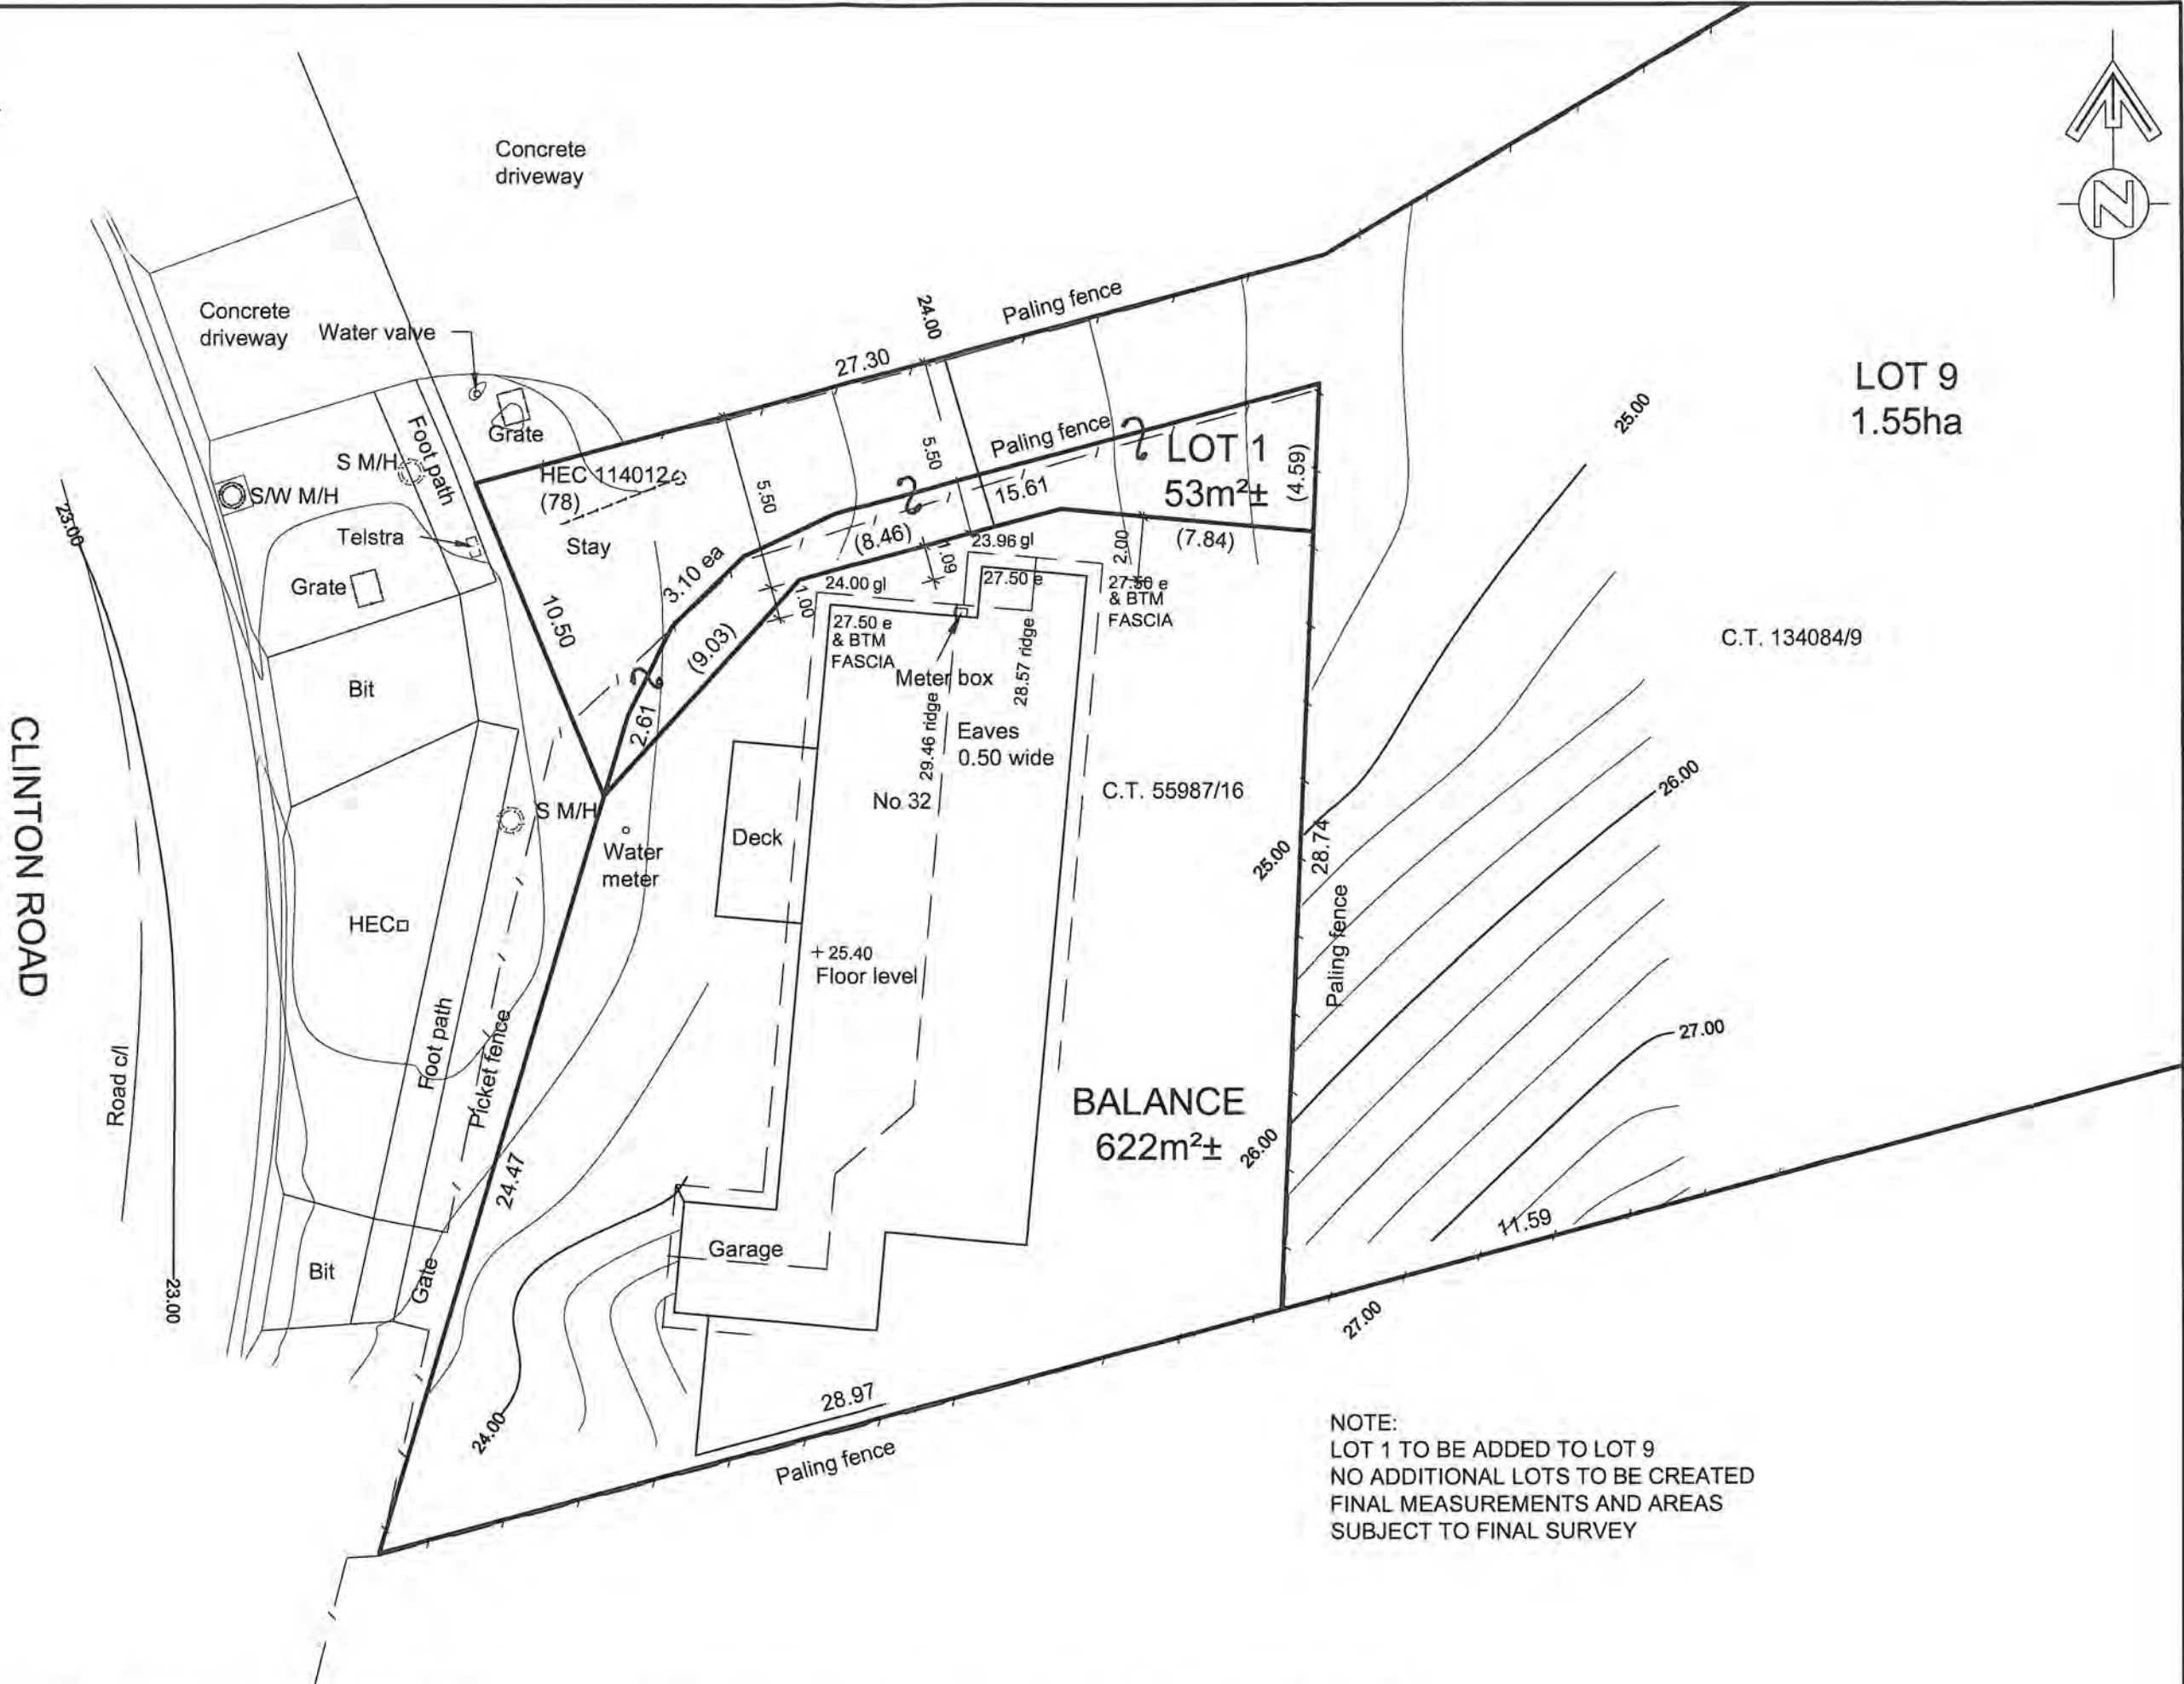 Concrete
driveway
N
Concrete
driveway
Water valve
24.00
Paling fence
27.30
LOT 9
1.55ha
Foot path
Grate
S M/H
HEC 114012
(78)
S/W M/H
5.50
5.50
Paling fence
LOT 1
53m²±
(4.59)
15.61
25.00
23.00
Telstra
Stay
Grate
(8.46)
1.09
23.96 gl
2.00
(7.84)
3.10 ea
24.00 gl
27.50 e
1.00
27.50 e
& BTM
FASCIA
27.50 e
& BTM
FASCIA
10.50
(9.03)
Meter box
28.57 ridge
C.T. 134084/9
Bit
2.61
29.46 ridge
Eaves
0.50 wide
No 32
C.T. 55987/16
26.00
S M/H
Water
meter
Deck
25.00
28.74
Paling fence
CLINTON ROAD
HEC
+ 25.40
Floor level
Foot path
Picket fence
27.00
Road c/l
BALANCE
622m²±
26.00
24.47
11.59
Garage
Bit
Gate
23.00
27.00
24.00
28.97
Paling fence
NOTE:
LOT 1 TO BE ADDED TO LOT 9
NO ADDITIONAL LOTS TO BE CREATED
FINAL MEASUREMENTS AND AREAS
SUBJECT TO FINAL SURVEY